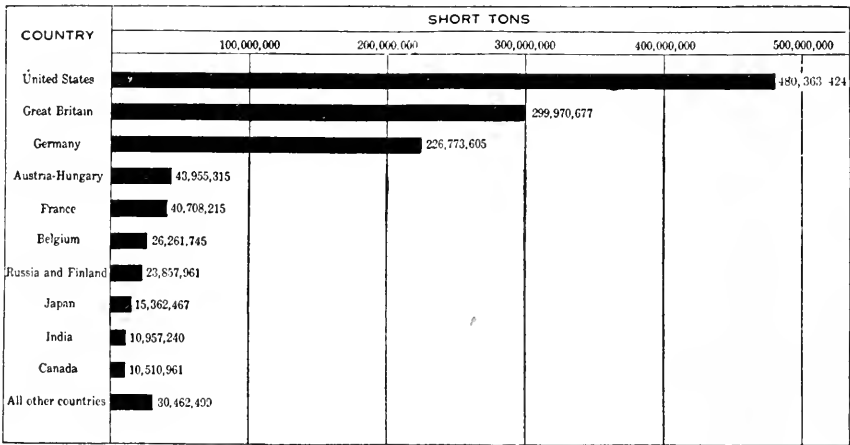 SHORT TONS
COUNTRY
100,000,000 200,000,000 300,000,000 400,000,000 500,000,000
United States 480,363 424
Great Britain 299,970,677
Germany 226,773,605
Austria-Hungary 43,955,315
France 40,708,215
Belgium 26,261,745
Russia and Finland 23,857,961
Japan 15,362,467
India 10,957,240
Canada 10,510,961
All other countries 30,462,499